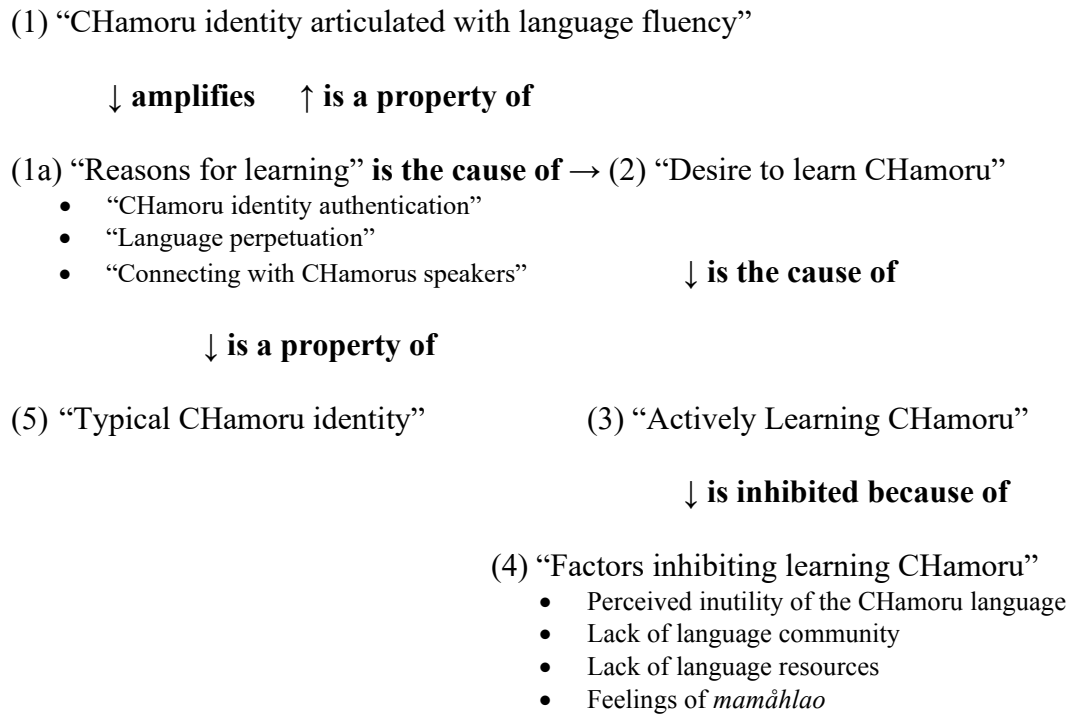 (1) “CHamoru identity articulated with language fluency”
↓ amplifies ↑ is a property of
(1a) “Reasons for learning” is the cause of → (2) “Desire to learn CHamoru”
• “CHamoru identity authentication”
• “Language perpetuation”
• “Connecting with CHamorus speakers”
↓ is the cause of
↓ is a property of
(5) “Typical CHamoru identity”
(3) “Actively Learning CHamoru”
↓ is inhibited because of
(4) “Factors inhibiting learning CHamoru”
• Perceived inutility of the CHamoru language
• Lack of language community
• Lack of language resources
• Feelings of mamåhlao